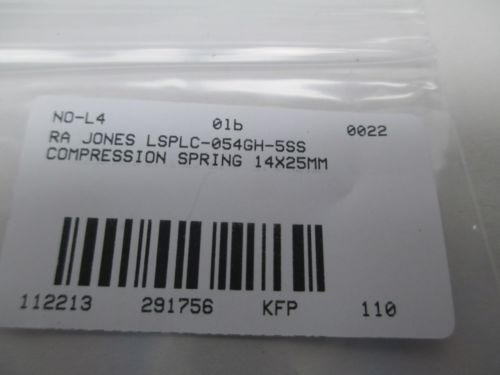 NO-L4 01b 0022
RA JONES LSPLC-054GH-5SS
COMPRESSION SPRING 14X25MM
112213 291756 KFP 110